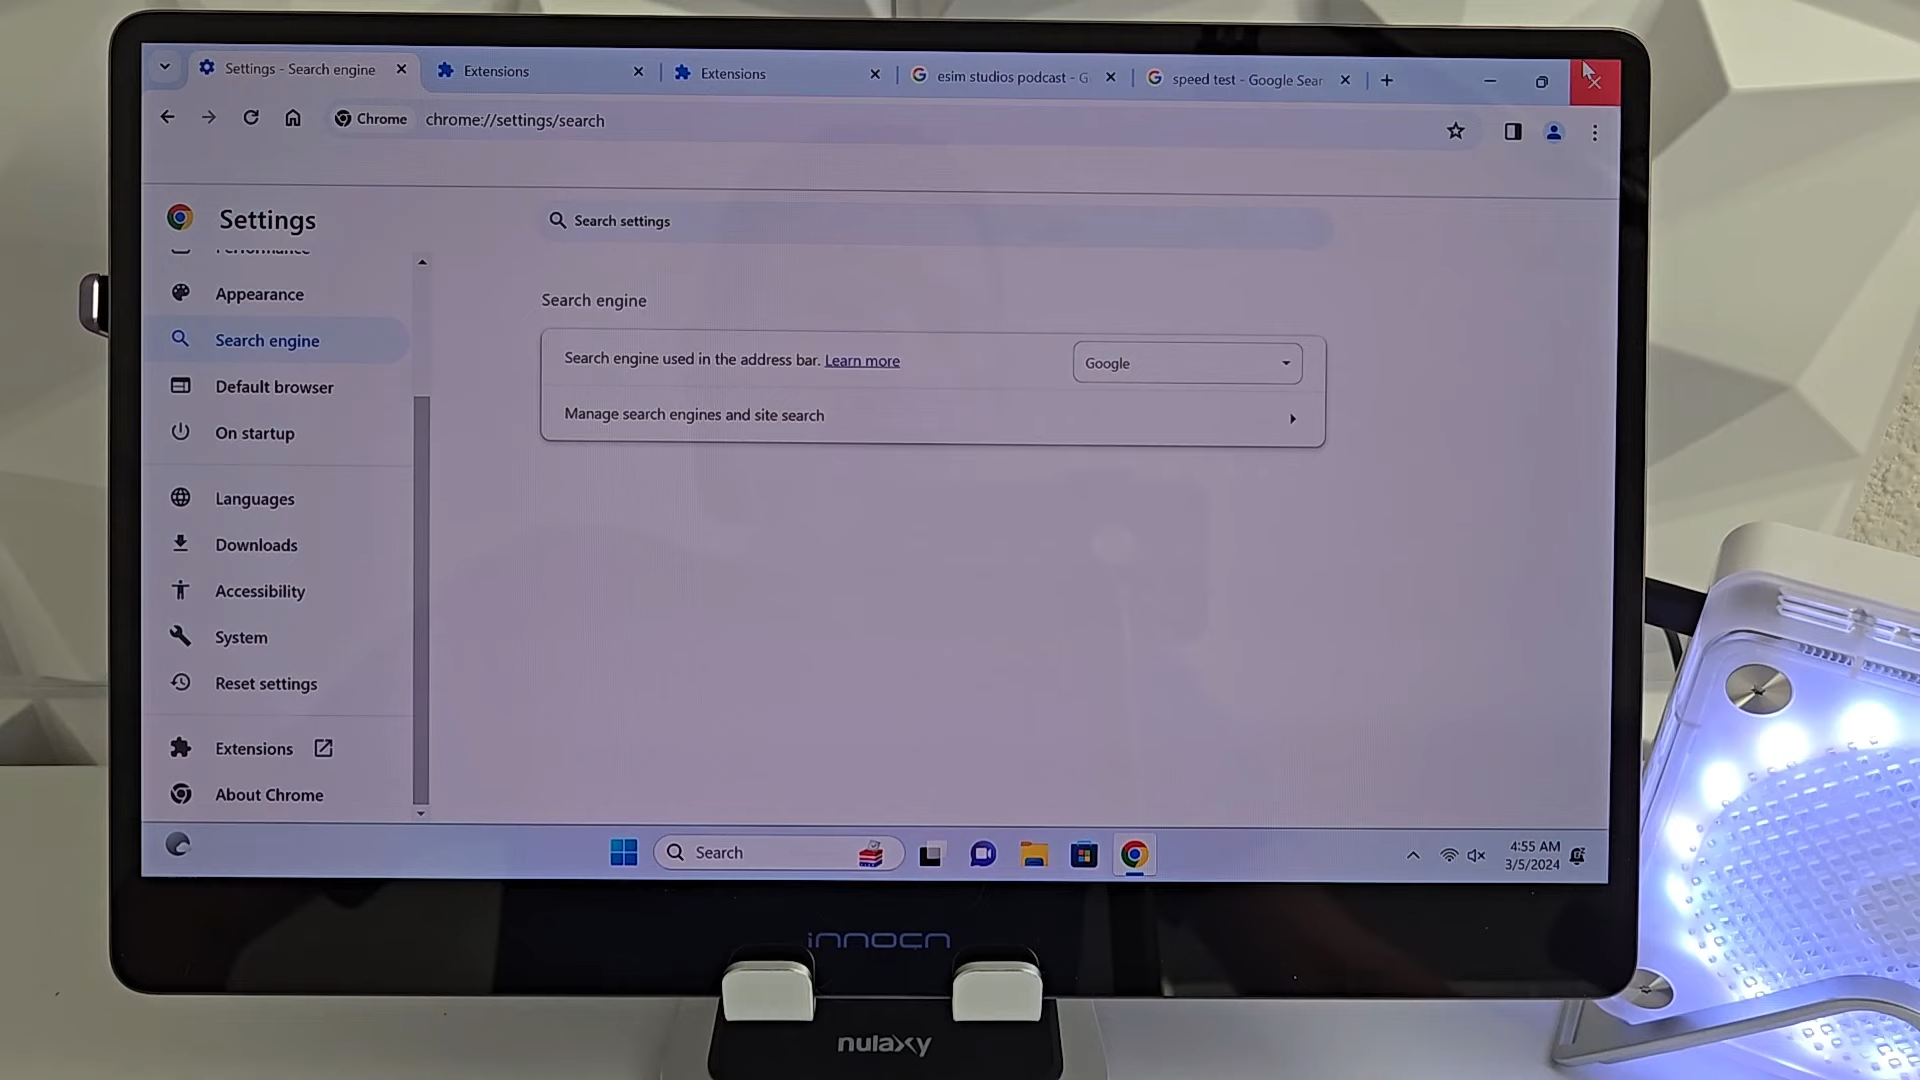 Settings - Search engine
Extensions
Extensions
esim studios podcast - G
speed test - Google Sear
Chrome
chrome://settings/search
Settings
Search settings
Performance
Appearance
Search engine
Default browser
On startup
Languages
Downloads
Accessibility
System
Reset settings
Extensions
About Chrome
Search engine
Search engine used in the address bar. Learn more
Google
Manage search engines and site search
Search
4:55 AM
3/5/2024
innocn
nulaxy